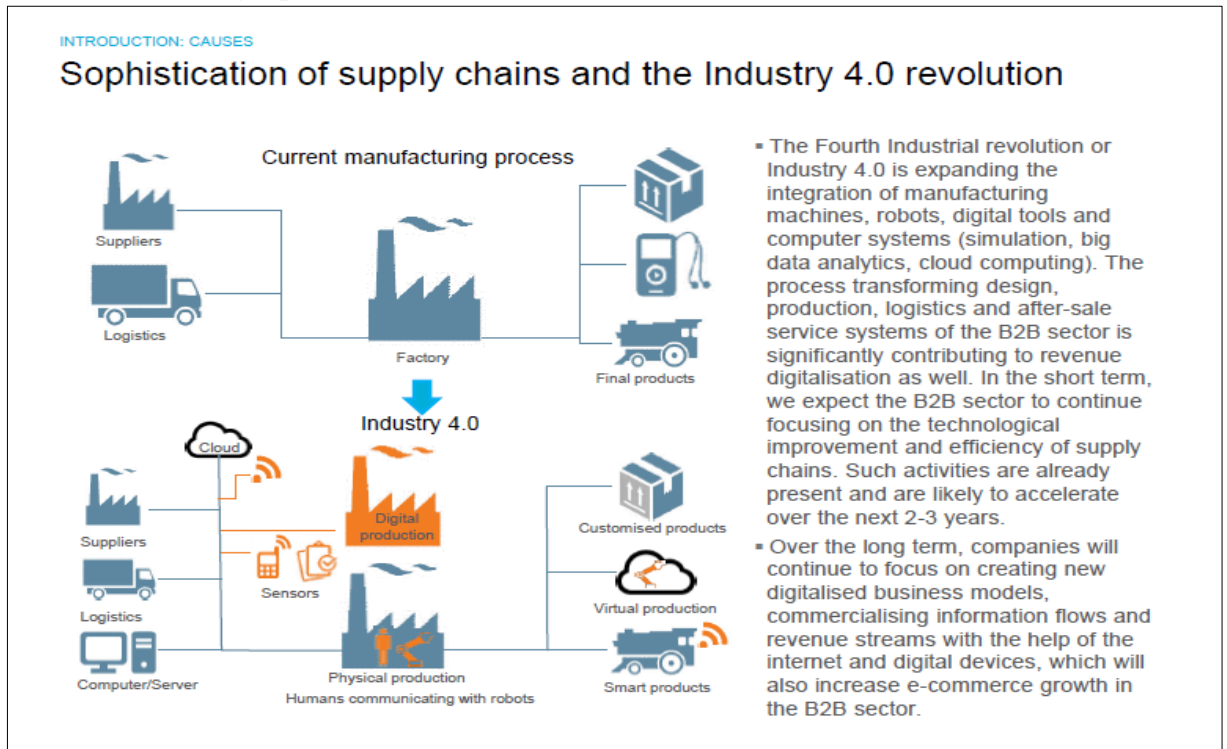 INTRODUCTION: CAUSES
Sophistication of supply chains and the Industry 4.0 revolution
Current manufacturing process
Suppliers
Logistics
Factory
Final products
Industry 4.0
Cloud
Suppliers
Digital
production
Customised products
Sensors
Logistics
Virtual production
Computer/Server
Physical production
Smart products
Humans communicating with robots
▪ The Fourth Industrial revolution or
Industry 4.0 is expanding the
integration of manufacturing
machines, robots, digital tools and
computer systems (simulation, big
data analytics, cloud computing). The
process transforming design,
production, logistics and after-sale
service systems of the B2B sector is
significantly contributing to revenue
digitalisation as well. In the short term,
we expect the B2B sector to continue
focusing on the technological
improvement and efficiency of supply
chains. Such activities are already
present and are likely to accelerate
over the next 2-3 years.
▪ Over the long term, companies will
continue to focus on creating new
digitalised business models,
commercialising information flows and
revenue streams with the help of the
internet and digital devices, which will
also increase e-commerce growth in
the B2B sector.